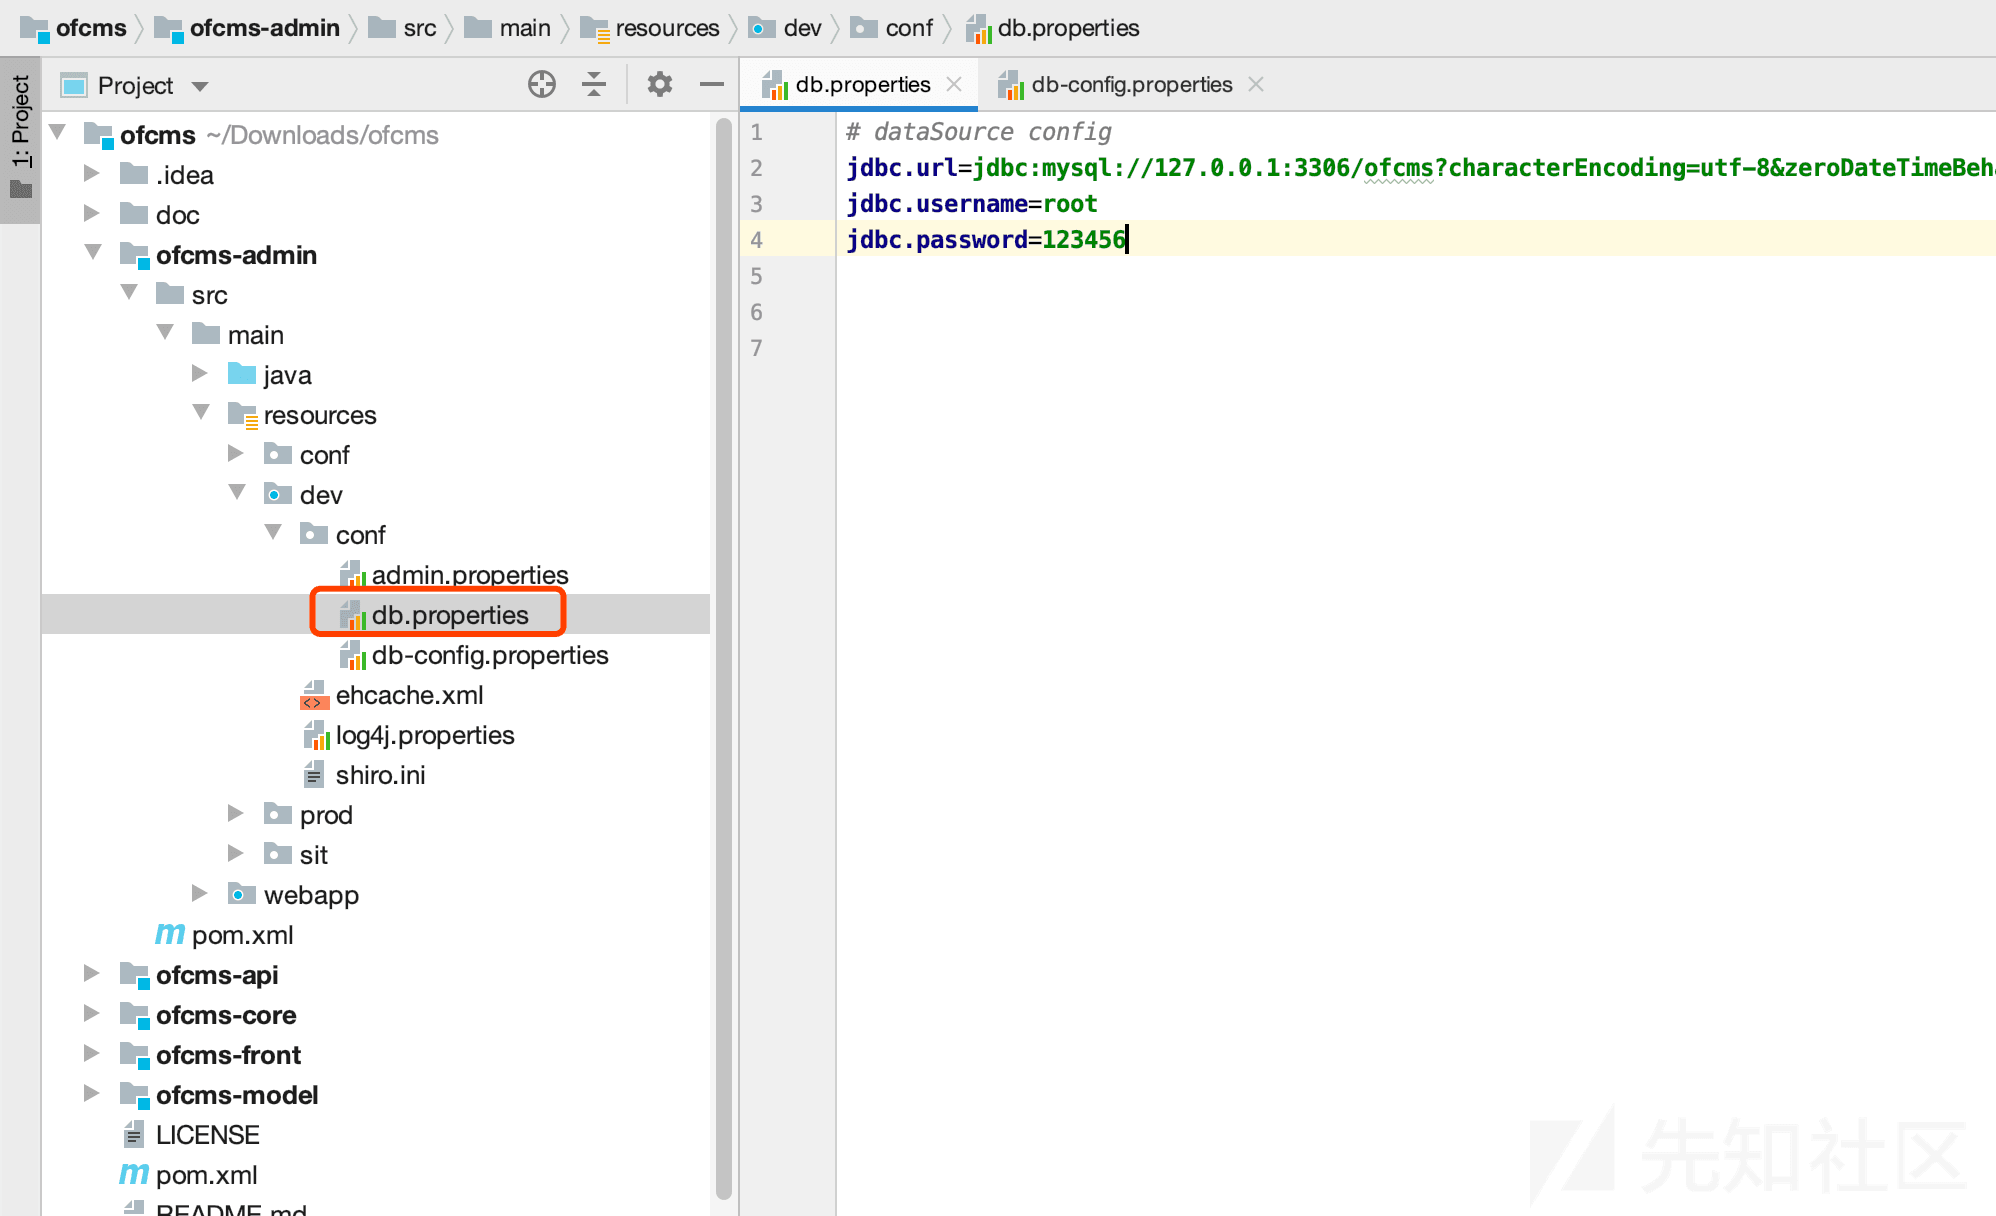 ofcms ofcms-admin src main resources dev conf db.properties
1: Project
Project
db.properties
db-config.properties
ofcms ~/Downloads/ofcms
.idea
doc
ofcms-admin
src
main
java
resources
conf
dev
conf
admin.properties
db.properties
db-config.properties
ehcache.xml
log4j.properties
shiro.ini
prod
sit
webapp
pom.xml
ofcms-api
ofcms-core
ofcms-front
ofcms-model
LICENSE
pom.xml
README.md
1 # dataSource config
2 jdbc.url=jdbc:mysql://127.0.0.1:3306/ofcms?characterEncoding=utf-8&zeroDateTimeBeh
3 jdbc.username=root
4 jdbc.password=123456
5
6
7
先知社区